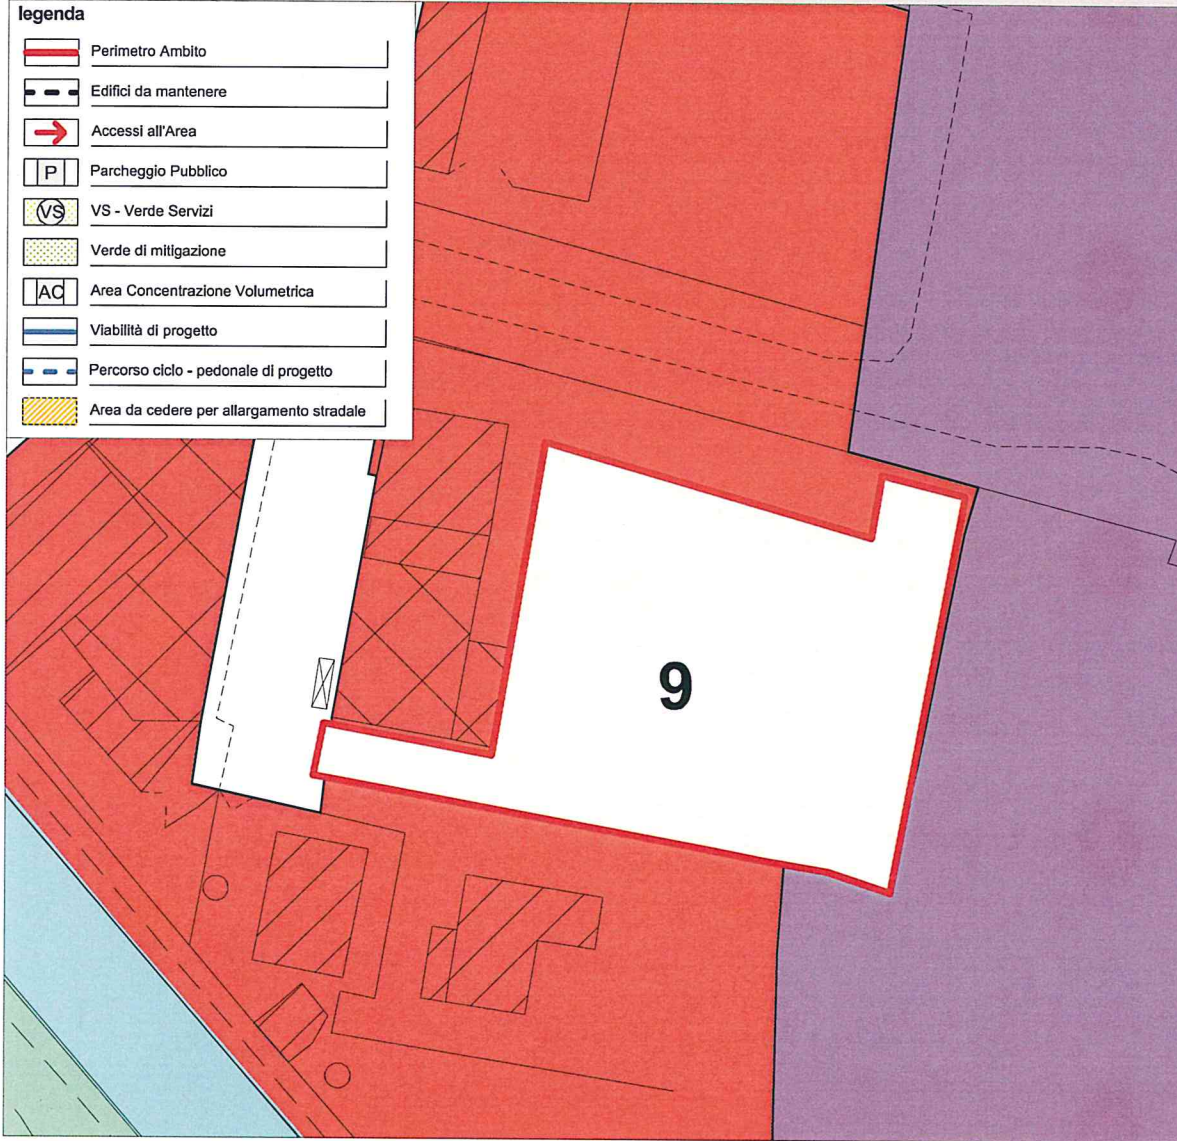 legenda
Perimetro Ambito
Edifici da mantenere
Accessi all'Area
P Parcheggio Pubblico
VS VS - Verde Servizi
Verde di mitigazione
AC Area Concentrazione Volumetrica
Viabilità di progetto
Percorso ciclo - pedonale di progetto
Area da cedere per allargamento stradale
9